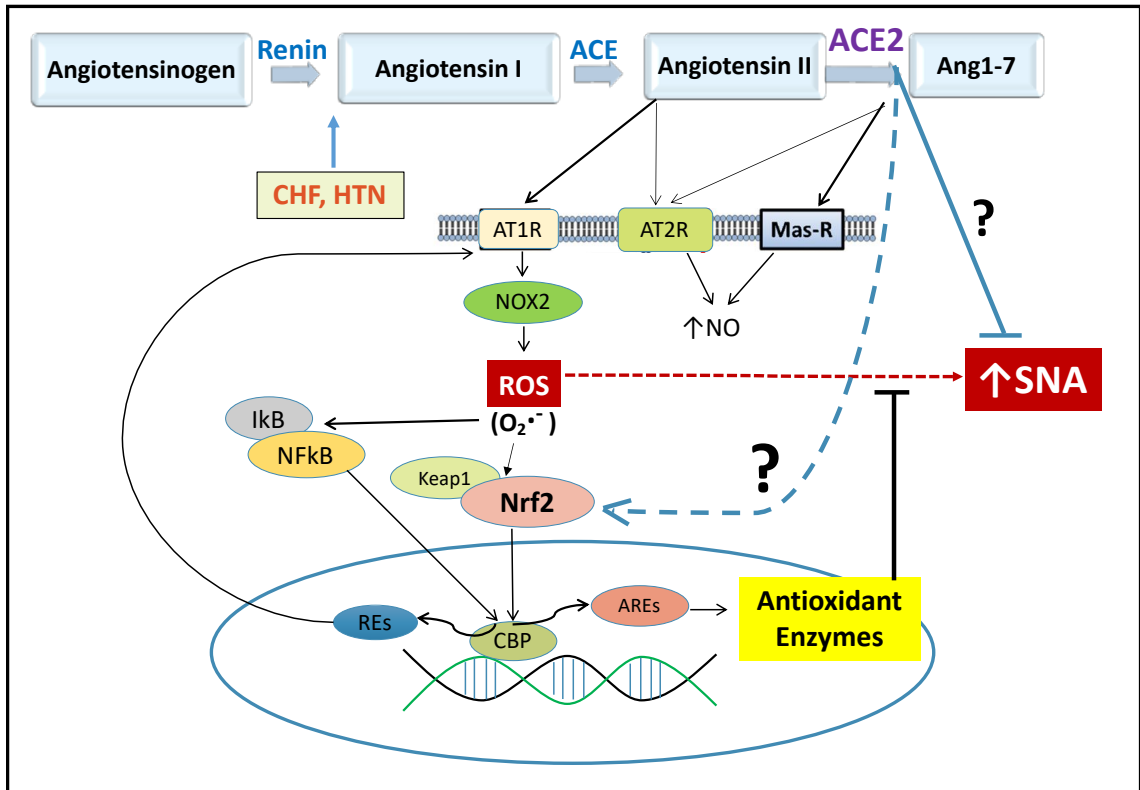 Renin
ACE
ACE2
Angiotensinogen
Angiotensin I
Angiotensin II
Ang1-7
CHF, HTN
?
AT1R
AT2R
Mas-R
NOX2
↑NO
ROS
(O₂•⁻ )
↑SNA
IkB
NFkB
Keap1
Nrf2
?
REs
CBP
AREs
Antioxidant
Enzymes